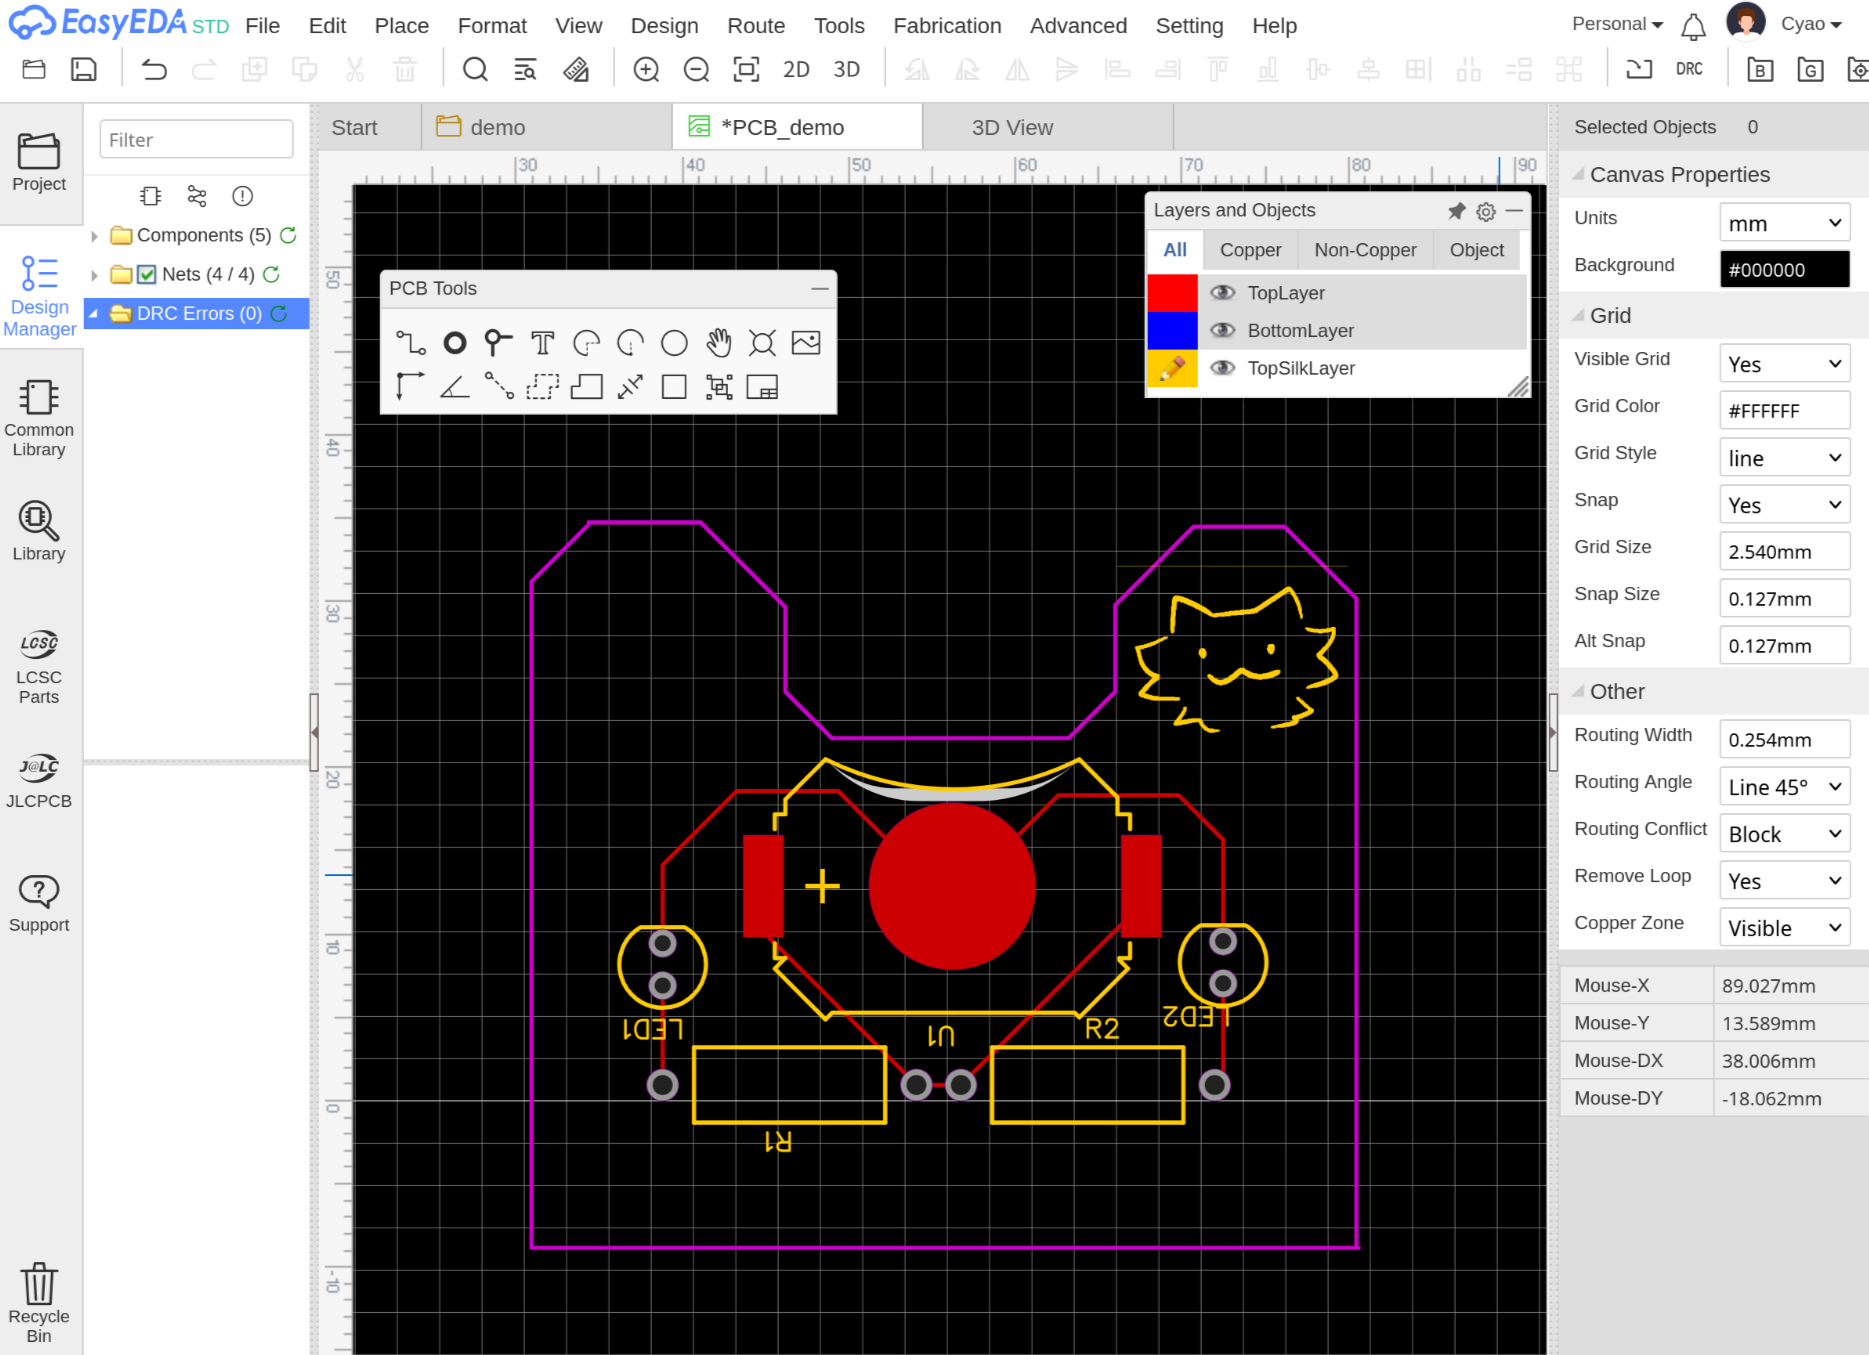 EasyEDA STD File Edit Place Format View Design Route Tools Fabrication Advanced Setting Help Personal Cyao
2D 3D DRC B G
Project
Design Manager
Common Library
Library
LCSC
LCSC Parts
J@LC
JLCPCB
Support
Recycle Bin
Filter
Components (5)
Nets (4 / 4)
DRC Errors (0)
Start demo *PCB_demo 3D View
30 40 50 60 70 80 90
50
40
30
20
10
0
-10
PCB Tools
T
Layers and Objects
All Copper Non-Copper Object
TopLayer
BottomLayer
TopSilkLayer
+
LED1
U1
R2
LED2
R1
Selected Objects 0
Canvas Properties
Units mm
Background #000000
Grid
Visible Grid Yes
Grid Color #FFFFFF
Grid Style line
Snap Yes
Grid Size 2.540mm
Snap Size 0.127mm
Alt Snap 0.127mm
Other
Routing Width 0.254mm
Routing Angle Line 45°
Routing Conflict Block
Remove Loop Yes
Copper Zone Visible
Mouse-X 89.027mm
Mouse-Y 13.589mm
Mouse-DX 38.006mm
Mouse-DY -18.062mm